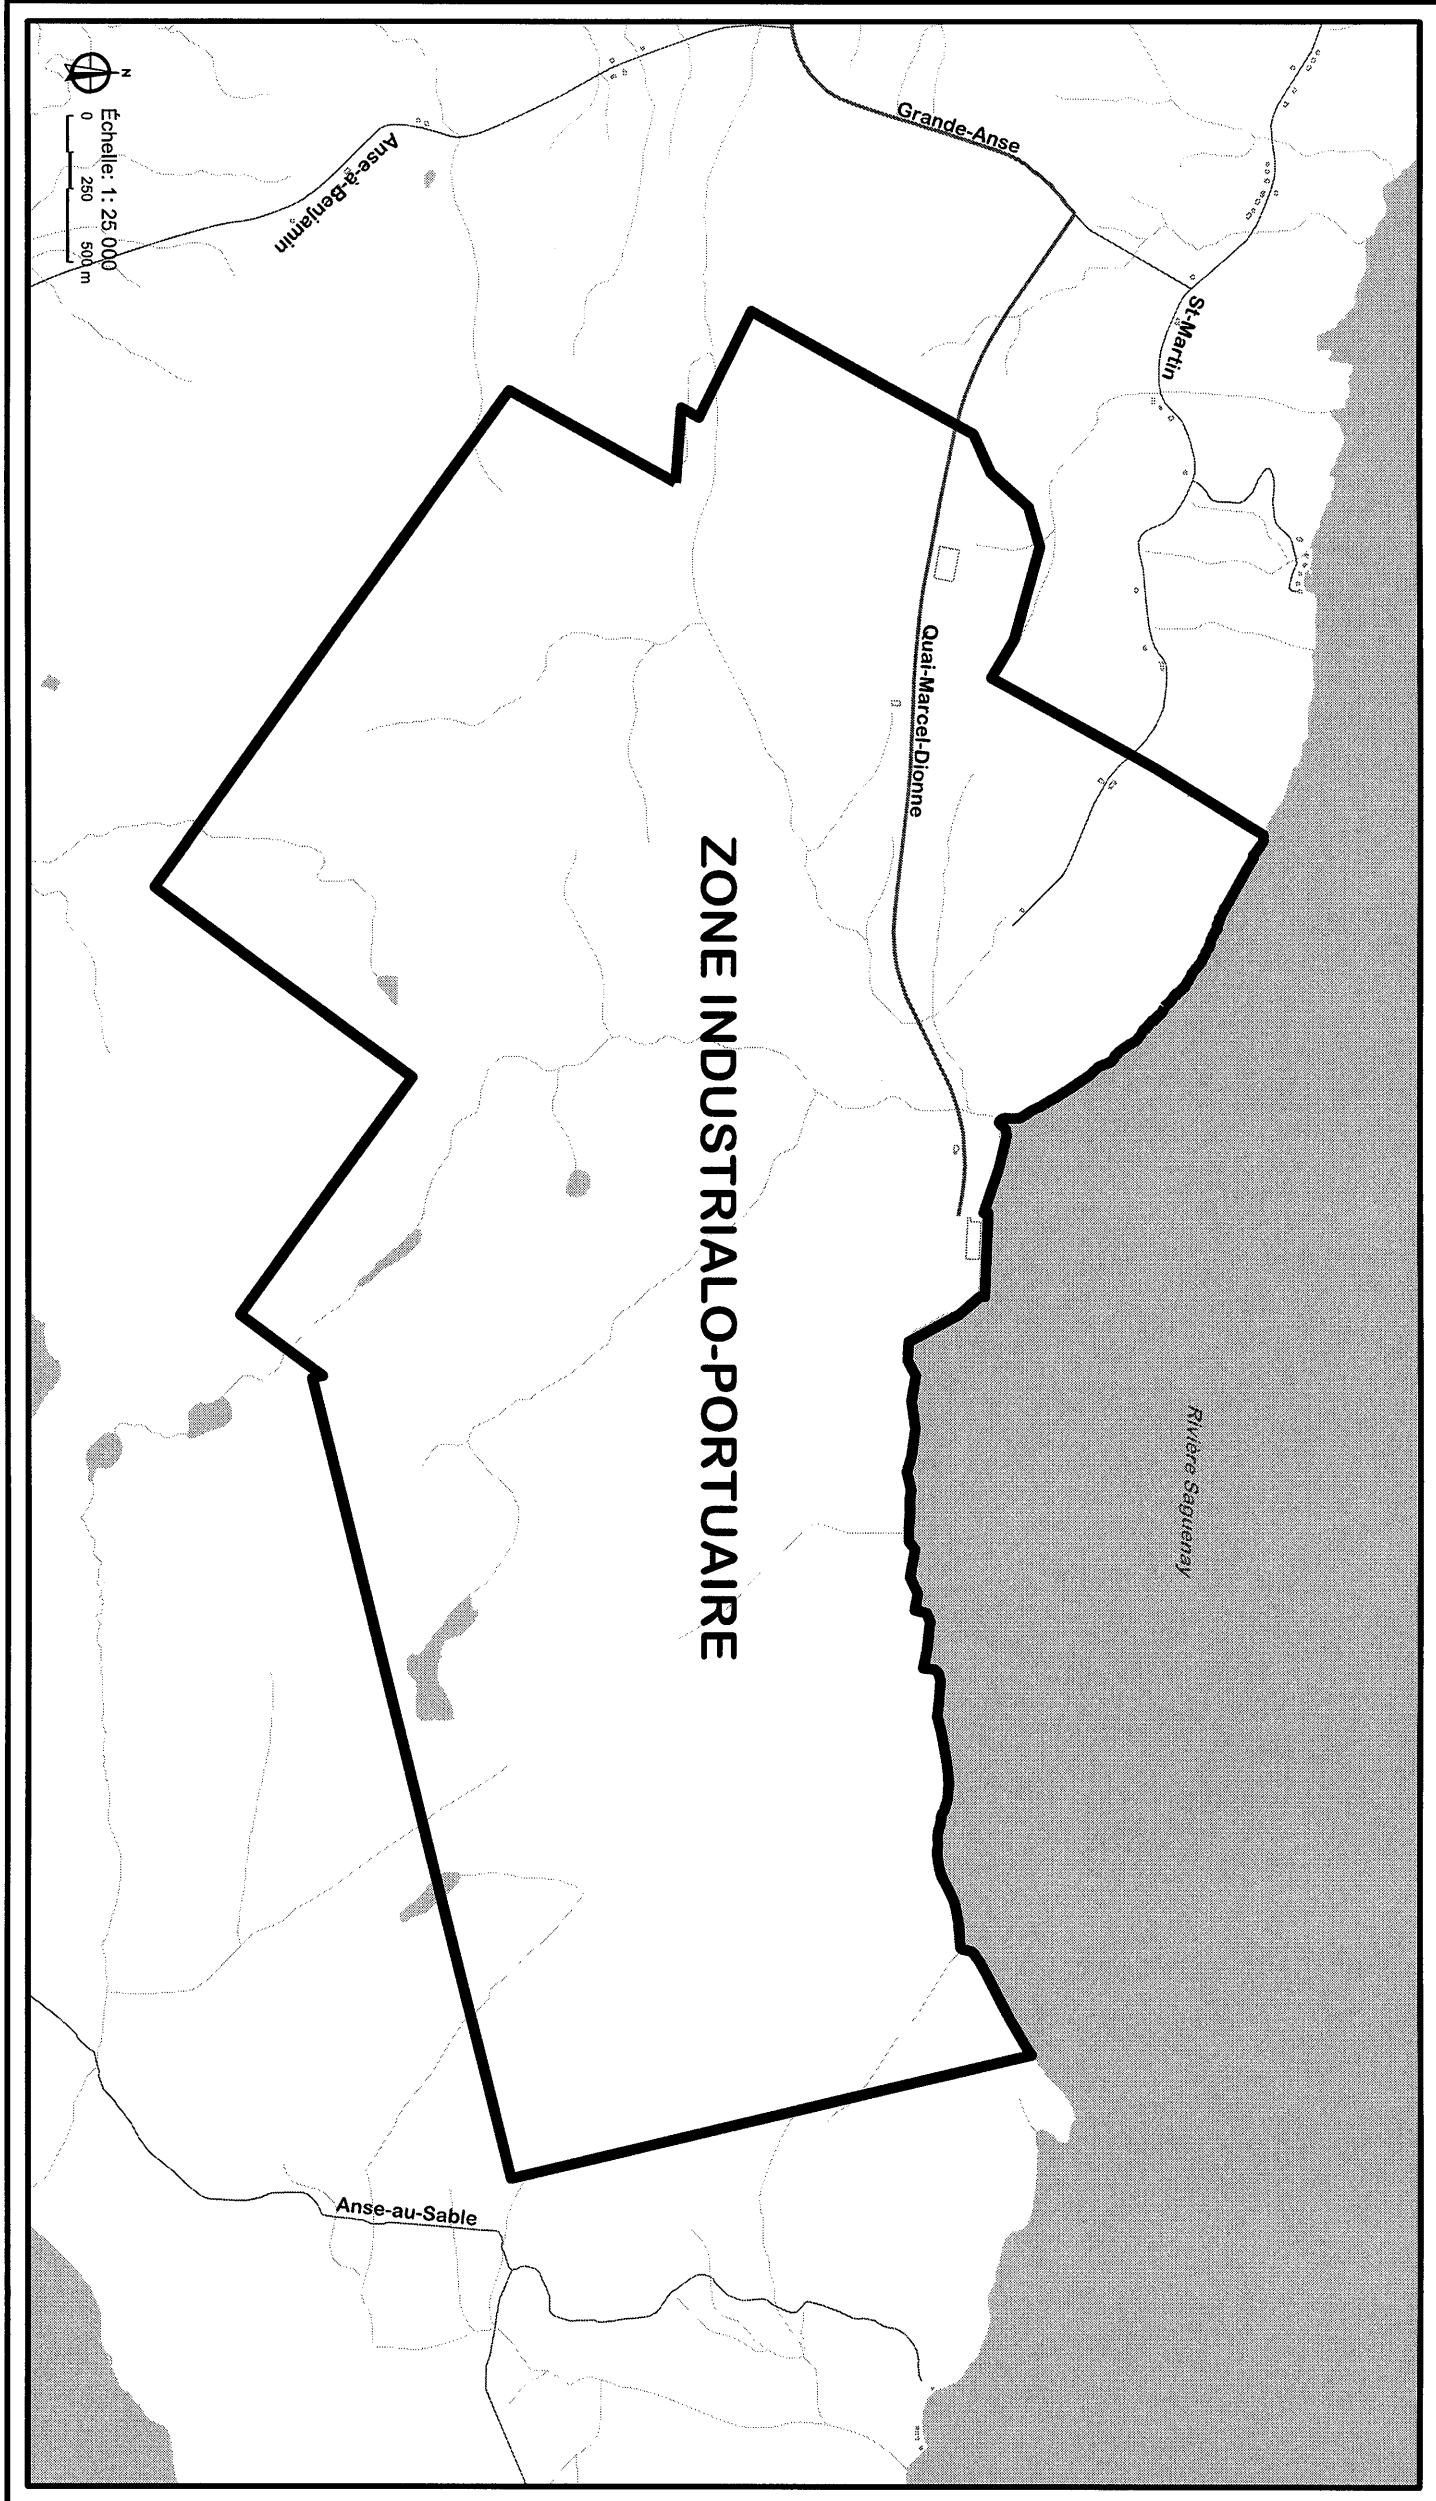 N
Échelle: 1: 25 000
0 250 500 m
Anse-à-Benjamin
Grande-Anse
St-Martin
Quai-Marcel-Dionne
ZONE INDUSTRIALO-PORTUAIRE
Rivière Saguenay
Anse-au-Sable